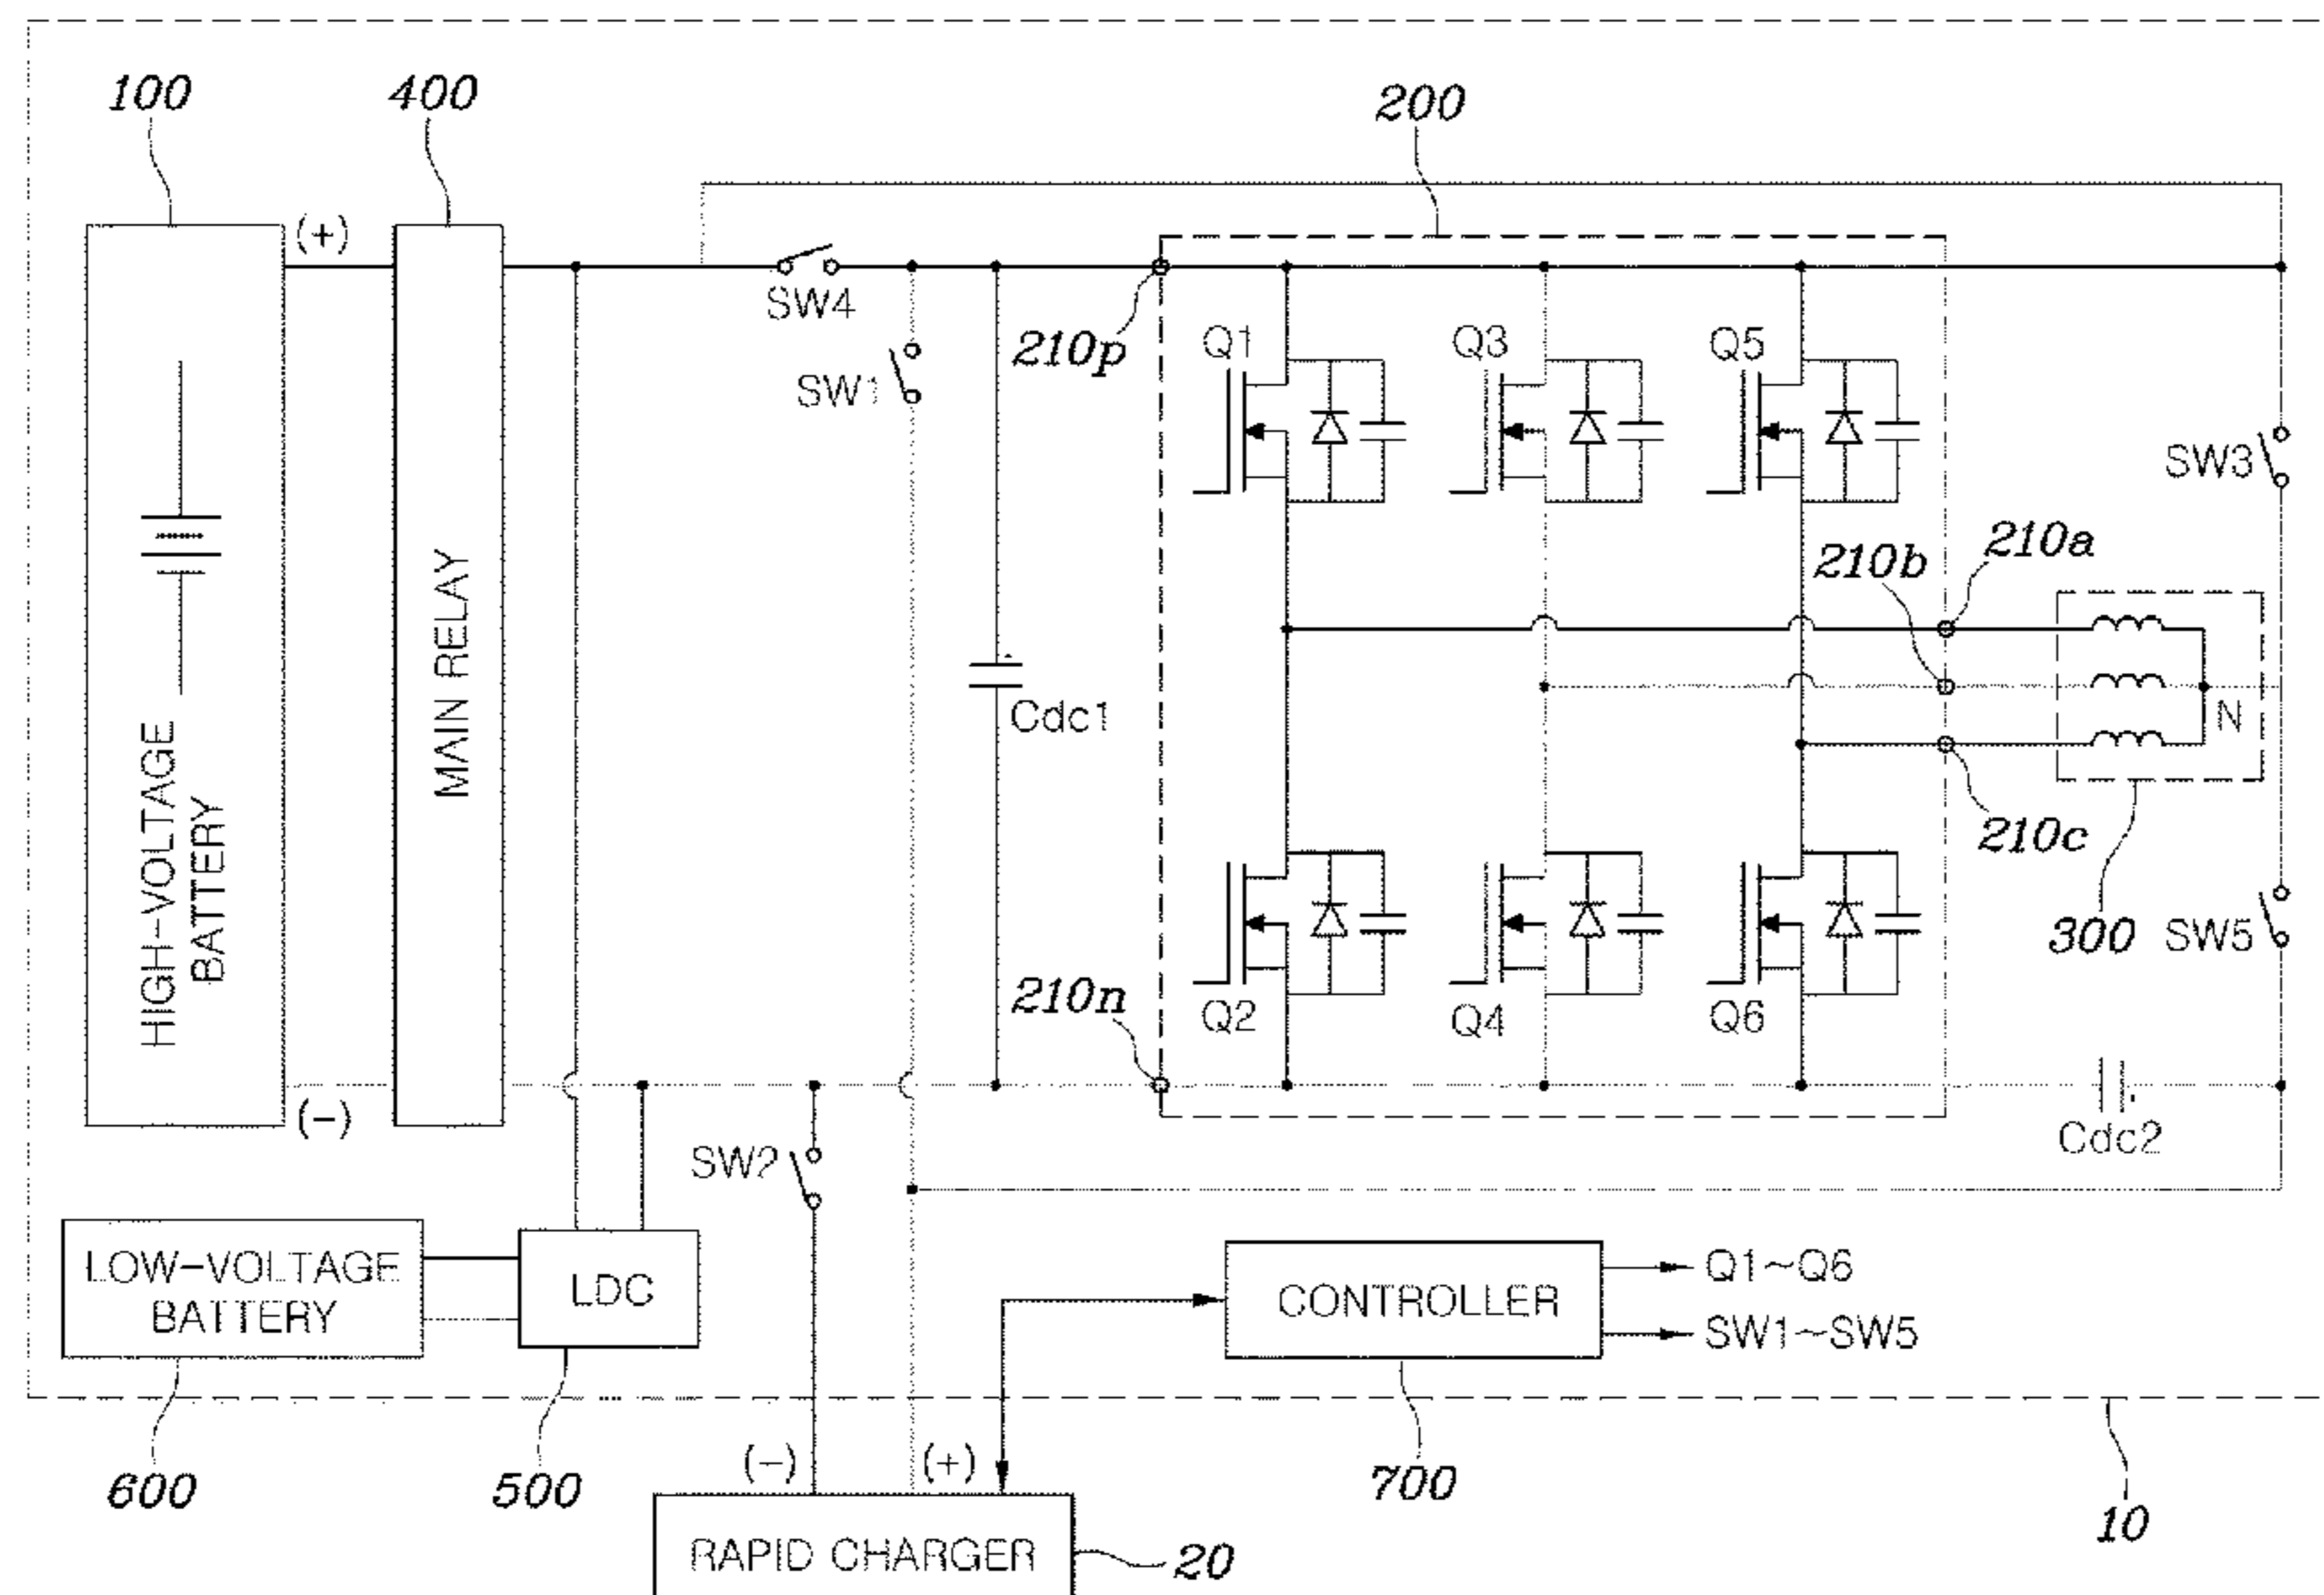 100
400
200
(+)
SW4
SW1
210p
Q1
Q3
Q5
SW3
210a
210b
MAIN RELAY
HIGH-VOLTAGE
BATTERY
Cdc1
N
210c
300
SW5
210n
Q2
Q4
Q6
(-)
Cdc2
SW2
LOW-VOLTAGE
BATTERY
LDC
CONTROLLER
Q1~Q6
SW1~SW5
600
500
(-)
(+)
700
10
RAPID CHARGER
20